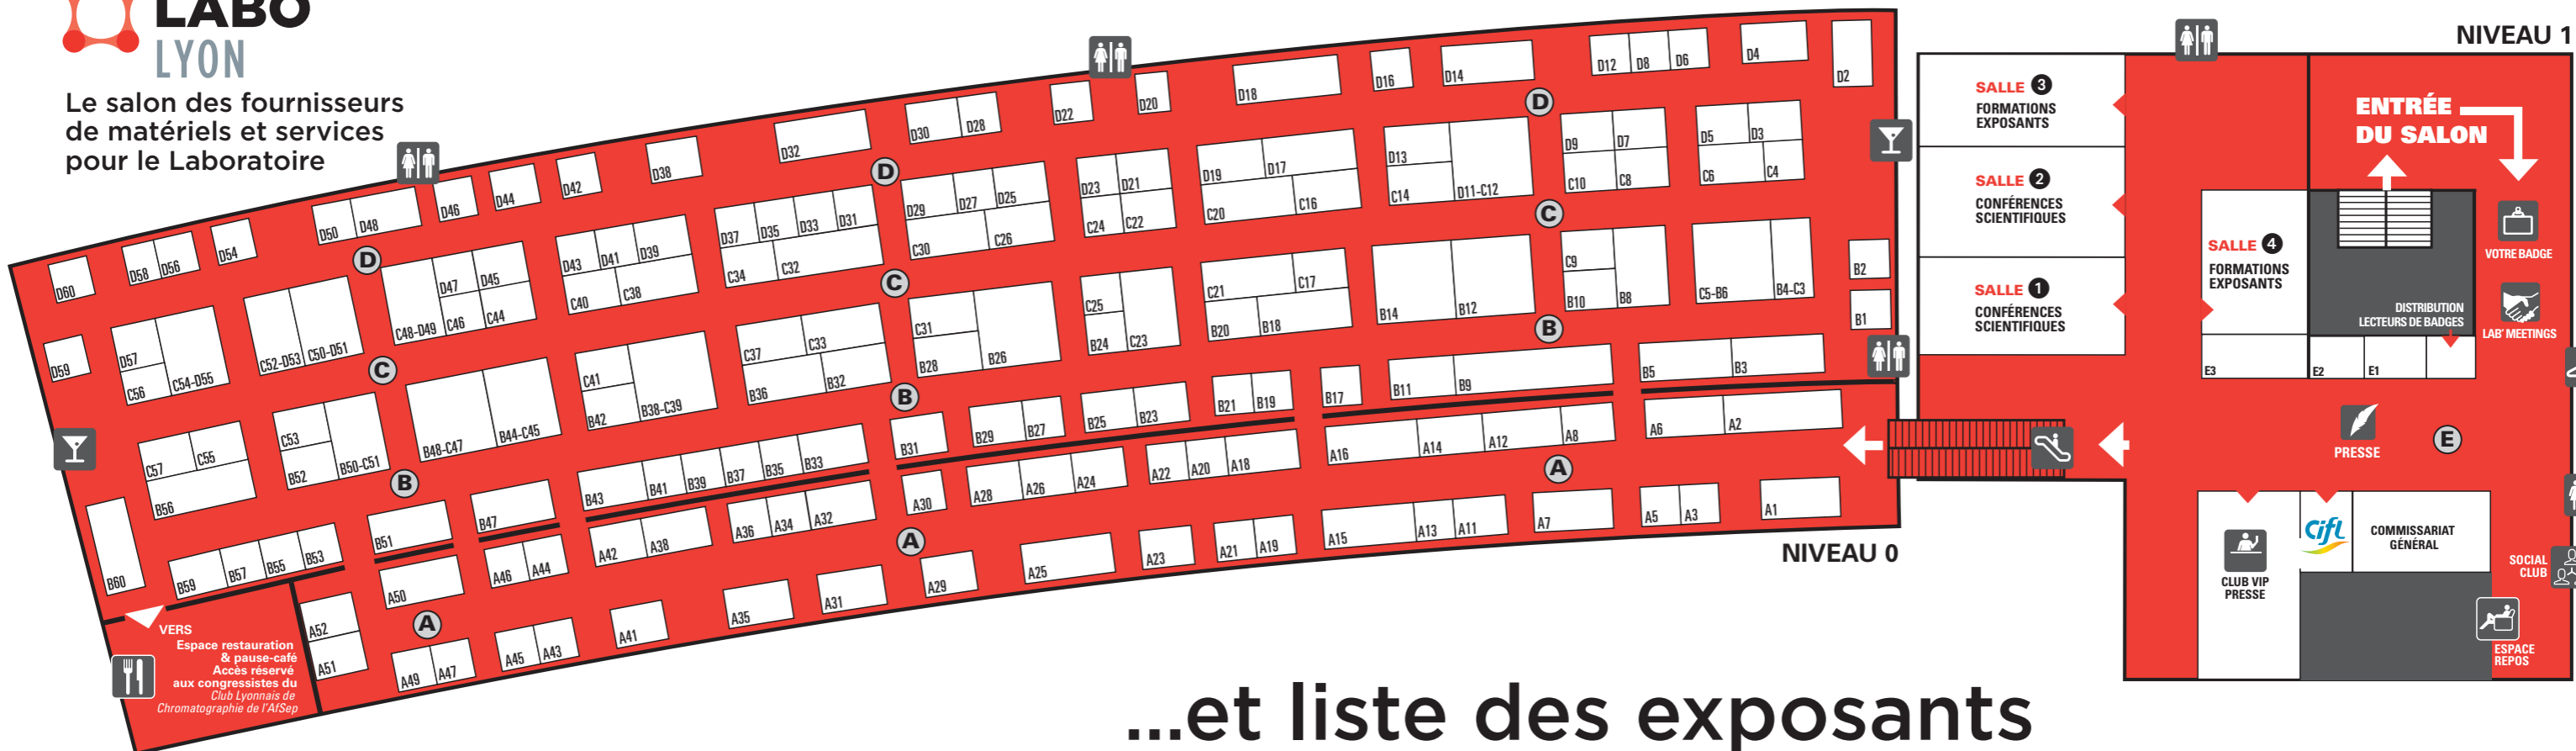 LABO
LYON
Le salon des fournisseurs
de matériels et services
pour le Laboratoire
NIVEAU 1
NIVEAU 0
D60
D58 D56
D54
D50 D48
D46
D44
D42
D38
D32
D30 D28
D22
D20
D18
D16
D14
D12 D8 D6
D4
D2
D
D
D
D59
D57
C56 C54-D55
C52-D53 C50-D51
C48-D49 D47 D45
C46 C44
D43 D41 D39
C40 C38
D37 D35 D33 D31
C34 C32
D29 D27 D25
C30 C26
D23 D21
C24 C22
D19 D17
C20 C16
D13
C14 D11-C12
D9 D7
C10 C8
D5 D3
C6 C4
C
C
C
C57 C55
B56
C53
B52 B50-C51
B48-C47 B44-C45
C41
B42 B38-C39
C37 C33
B36 B32
C31
B28 B26
C25
B24 C23
C21 C17
B20 B18
B14 B12
C9
B10 B8
C5-B6 B4-C3
B2
B1
B
B
B
B60
B59 B57 B55 B53
B51
B47
B43 B41 B39 B37 B35 B33
B31
B29 B27
B25 B23
B21 B19
B17
B11 B9
B5 B3
A52
A51
A50
A46 A44
A42 A38
A36 A34 A32
A30
A28 A26 A24
A22 A20 A18
A16 A14 A12 A8
A6 A2
A
A
A
A49 A47
A45 A43
A41
A35
A31
A29
A25
A23
A21 A19
A15 A13 A11
A7
A5 A3
A1
VERS
Espace restauration
& pause-café
Accès réservé
aux congressistes du
Club Lyonnais de
Chromatographie de l'AfSep
SALLE 3
FORMATIONS
EXPOSANTS
SALLE 2
CONFÉRENCES
SCIENTIFIQUES
SALLE 1
CONFÉRENCES
SCIENTIFIQUES
SALLE 4
FORMATIONS
EXPOSANTS
ENTRÉE
DU SALON
VOTRE BADGE
DISTRIBUTION
LECTEURS DE BADGES
LAB' MEETINGS
E3 E2 E1
PRESSE
E
CLUB VIP
PRESSE
Cifl
COMMISSARIAT
GÉNÉRAL
SOCIAL
CLUB
ESPACE
REPOS
...et liste des exposants